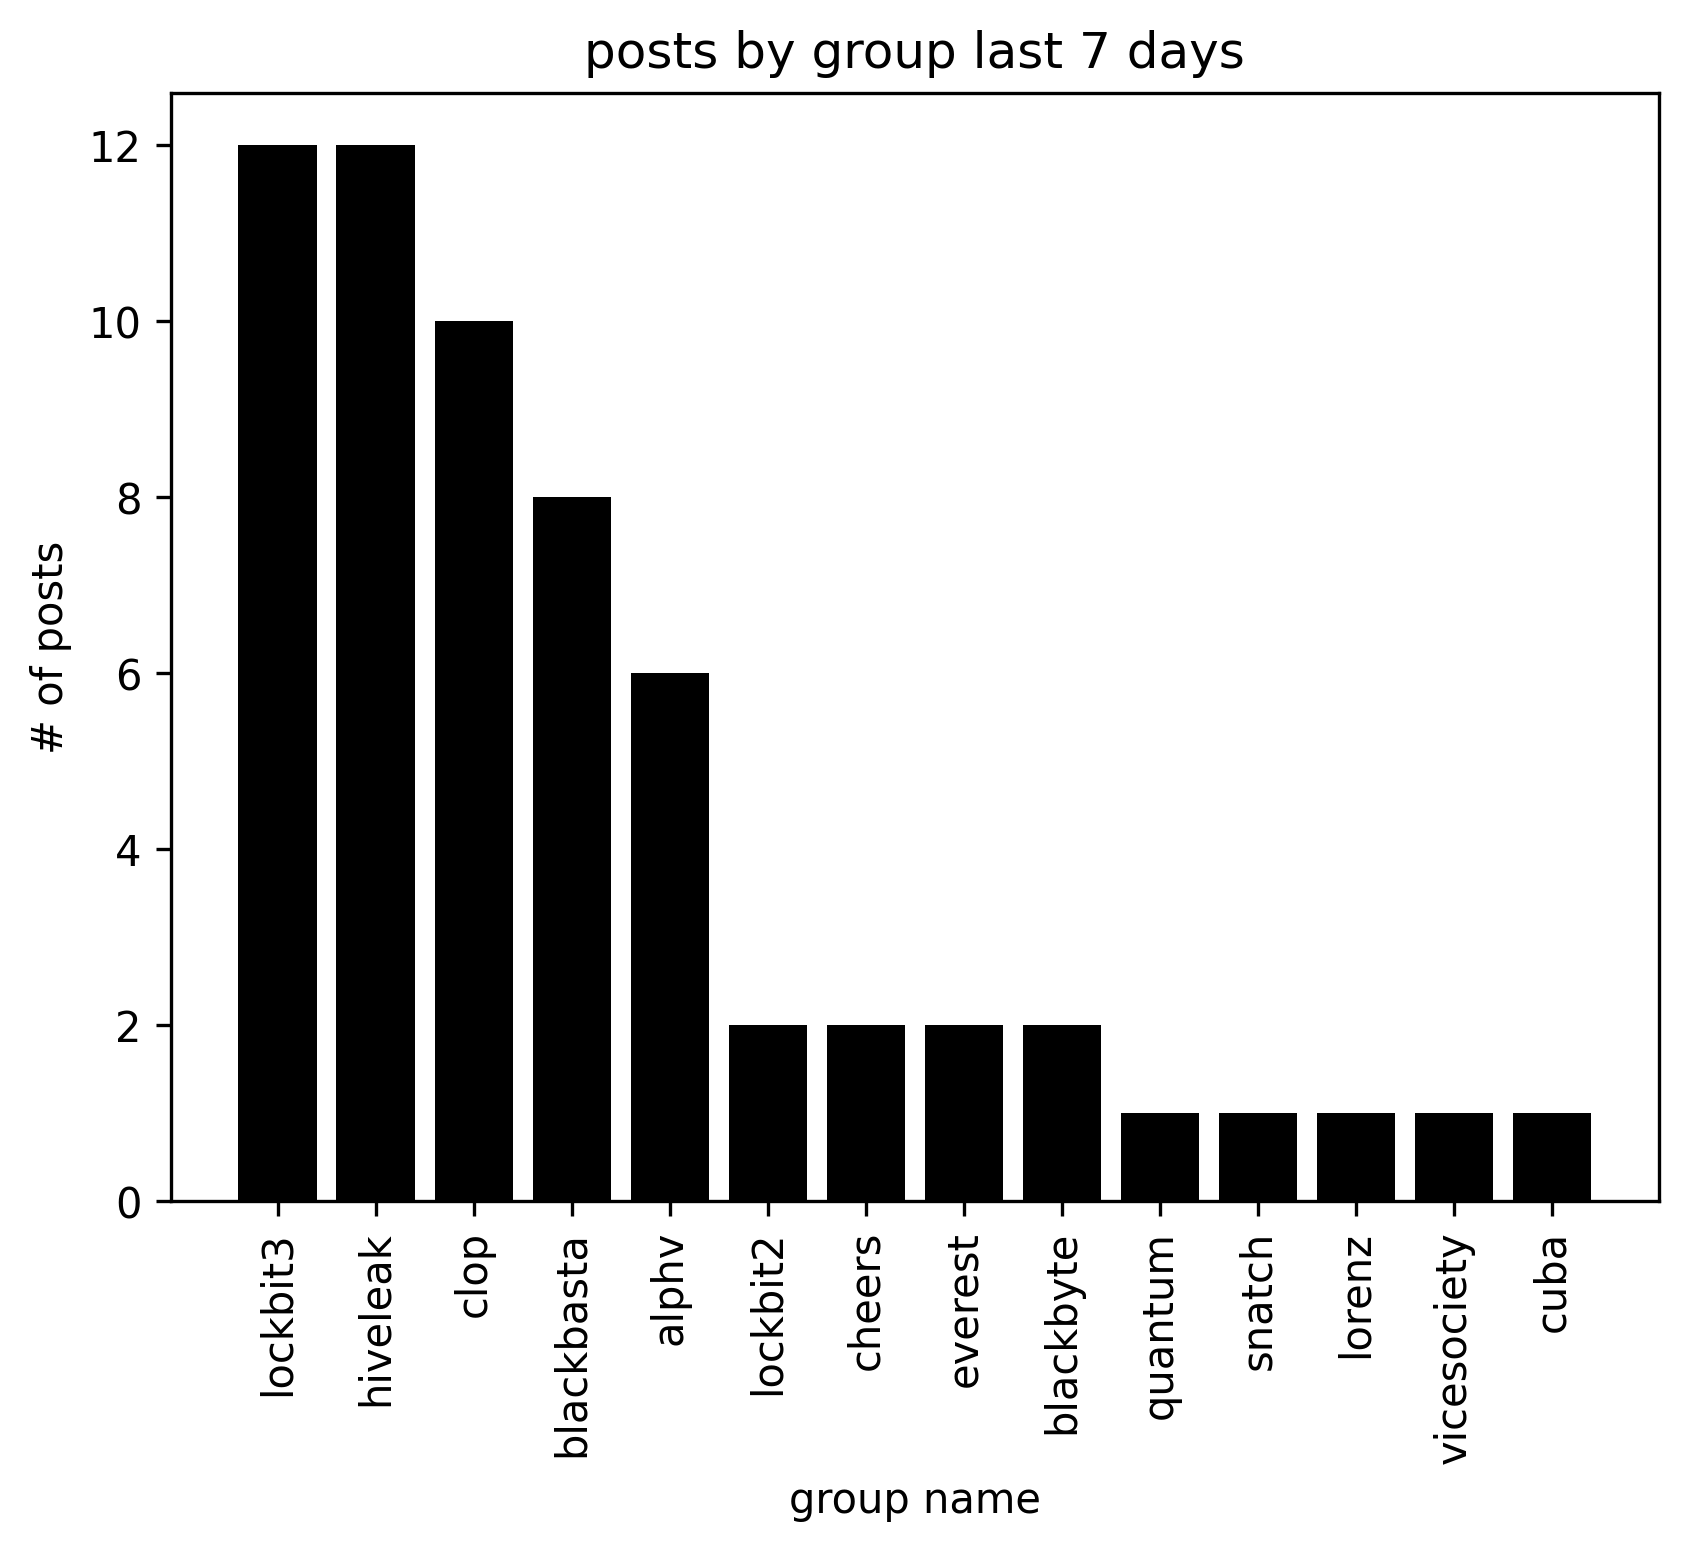 posts by group last 7 days
12
10
8
6
4
2
0
# of posts
lockbit3
hiveleak
clop
blackbasta
alphv
lockbit2
cheers
everest
blackbyte
quantum
snatch
lorenz
vicesociety
cuba
group name